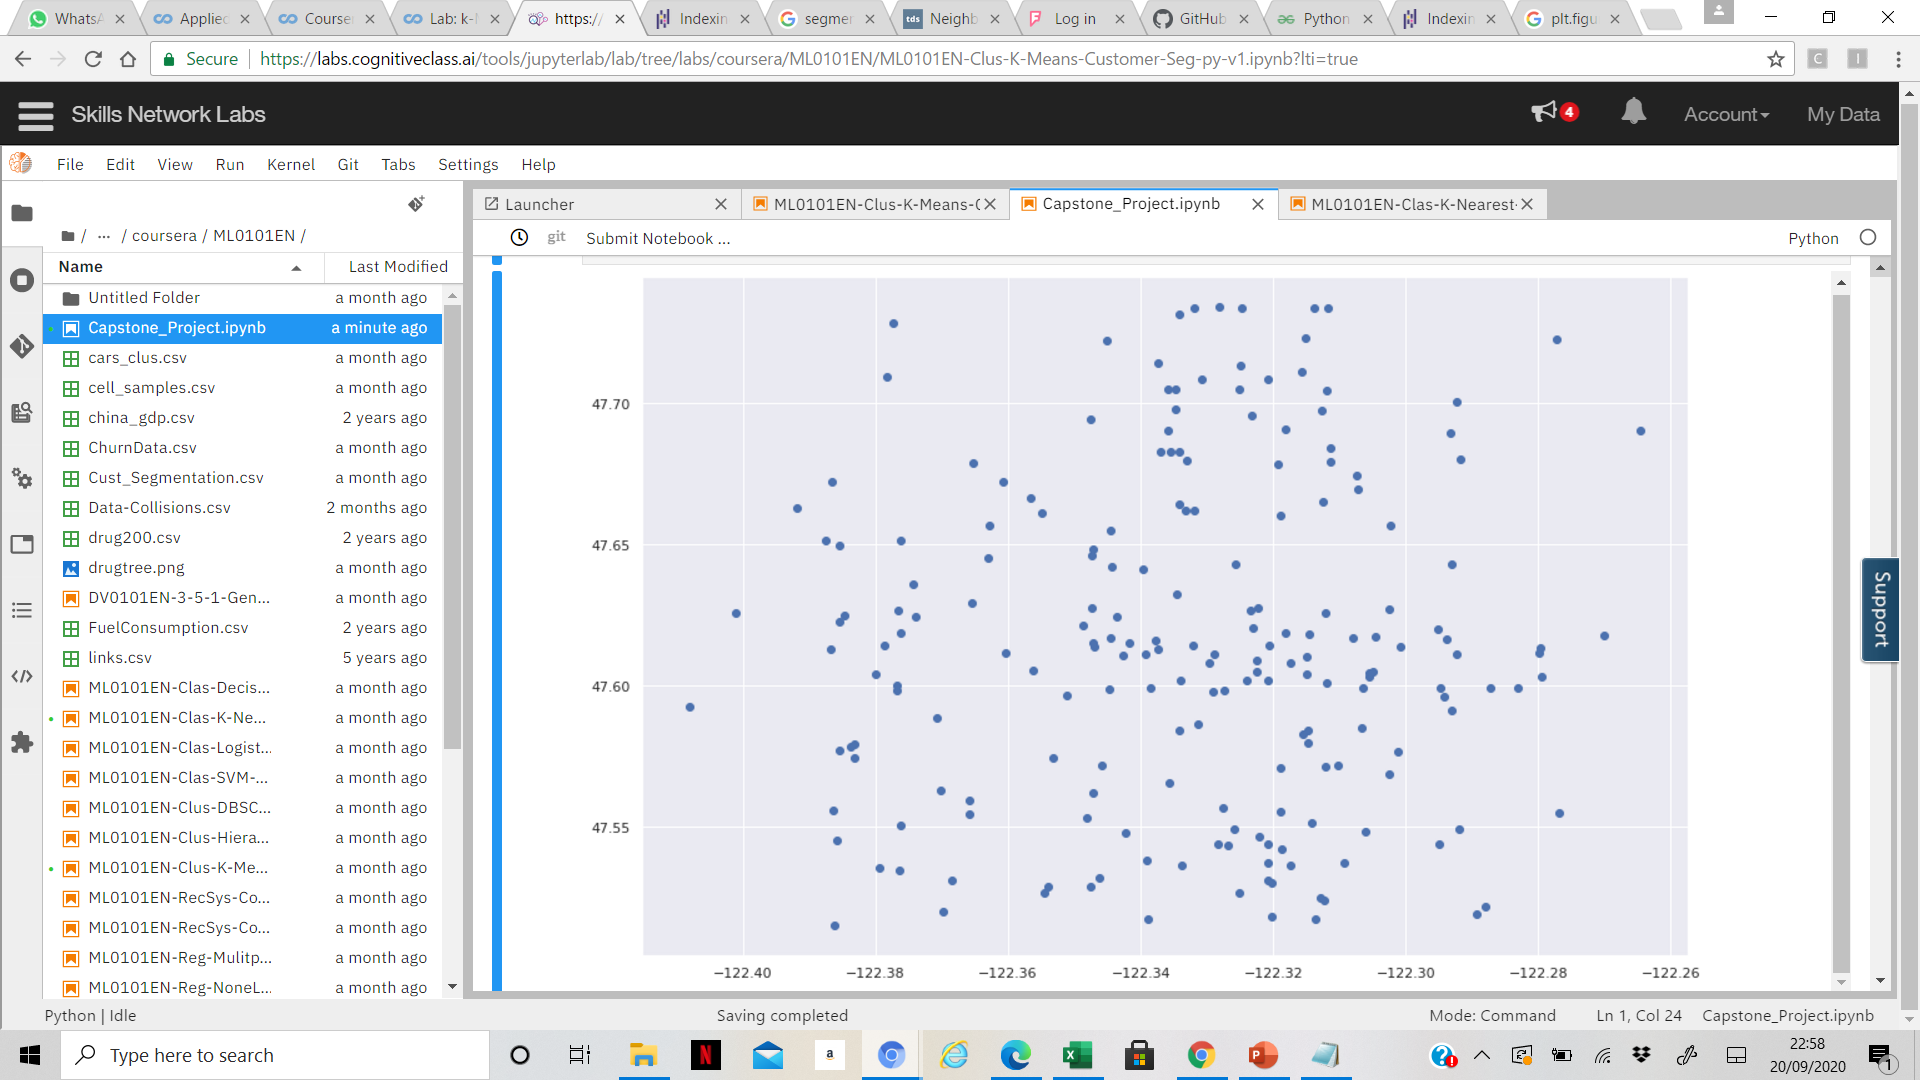 WhatsA
Applied
Course
Lab: k-
https:/
Indexin
segmer
Neighb
Log in
GitHub
Python
Indexin
plt.figu
Secure https://labs.cognitiveclass.ai/tools/jupyterlab/lab/tree/labs/coursera/ML0101EN/ML0101EN-Clus-K-Means-Customer-Seg-py-v1.ipynb?lti=true
Skills Network Labs
4
Account
My Data
File Edit View Run Kernel Git Tabs Settings Help
Launcher
ML0101EN-Clus-K-Means-C
Capstone_Project.ipynb
ML0101EN-Clas-K-Nearest-
/ ... / coursera / ML0101EN /
git Submit Notebook ...
Python
Name Last Modified
Untitled Folder a month ago
Capstone_Project.ipynb a minute ago
cars_clus.csv a month ago
cell_samples.csv a month ago
china_gdp.csv 2 years ago
ChurnData.csv a month ago
Cust_Segmentation.csv a month ago
Data-Collisions.csv 2 months ago
drug200.csv 2 years ago
drugtree.png a month ago
DV0101EN-3-5-1-Gen... a month ago
FuelConsumption.csv 2 years ago
links.csv 5 years ago
ML0101EN-Clas-Decis... a month ago
ML0101EN-Clas-K-Ne... a month ago
ML0101EN-Clas-Logist... a month ago
ML0101EN-Clas-SVM-... a month ago
ML0101EN-Clus-DBSC... a month ago
ML0101EN-Clus-Hiera... a month ago
ML0101EN-Clus-K-Me... a month ago
ML0101EN-RecSys-Co... a month ago
ML0101EN-RecSys-Co... a month ago
ML0101EN-Reg-Mulitp... a month ago
ML0101EN-Reg-NoneL... a month ago
47.70
47.65
47.60
47.55
−122.40 −122.38 −122.36 −122.34 −122.32 −122.30 −122.28 −122.26
Support
Python | Idle
Saving completed
Mode: Command
Ln 1, Col 24
Capstone_Project.ipynb
Type here to search
22:58
20/09/2020
1